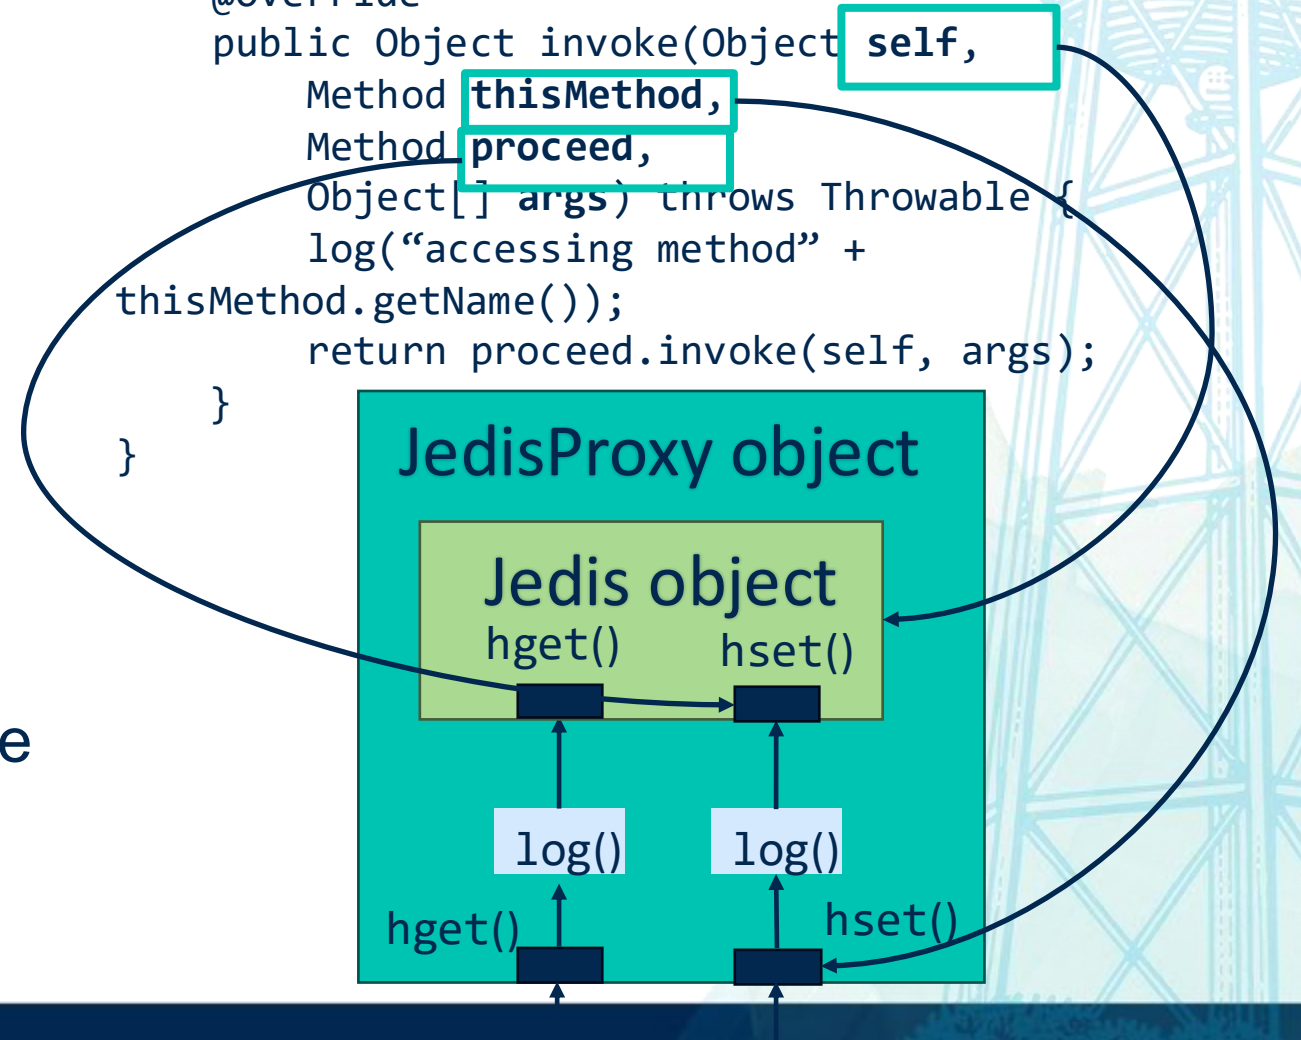 @Override
public Object invoke(Object self,
Method thisMethod,
Method proceed,
Object[] args) throws Throwable {
log(“accessing method” +
thisMethod.getName());
return proceed.invoke(self, args);
}
}
JedisProxy object
Jedis object
hget() hset()
e
log() log()
hget() hset()